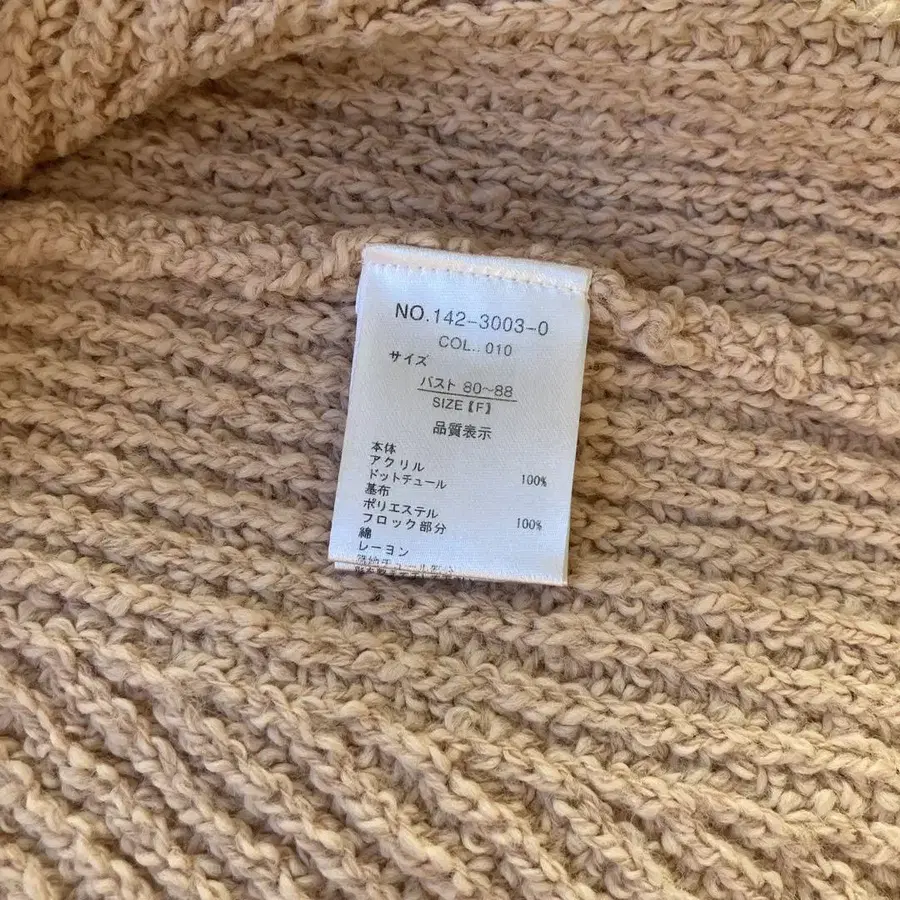 NO.142-3003-0
COL..010
サイズ
バスト 80~88
SIZE【F】
品質表示
本体
アクリル 100%
ドットチュール
基布
ポリエステル 100%
フロック部分
綿
レーヨン